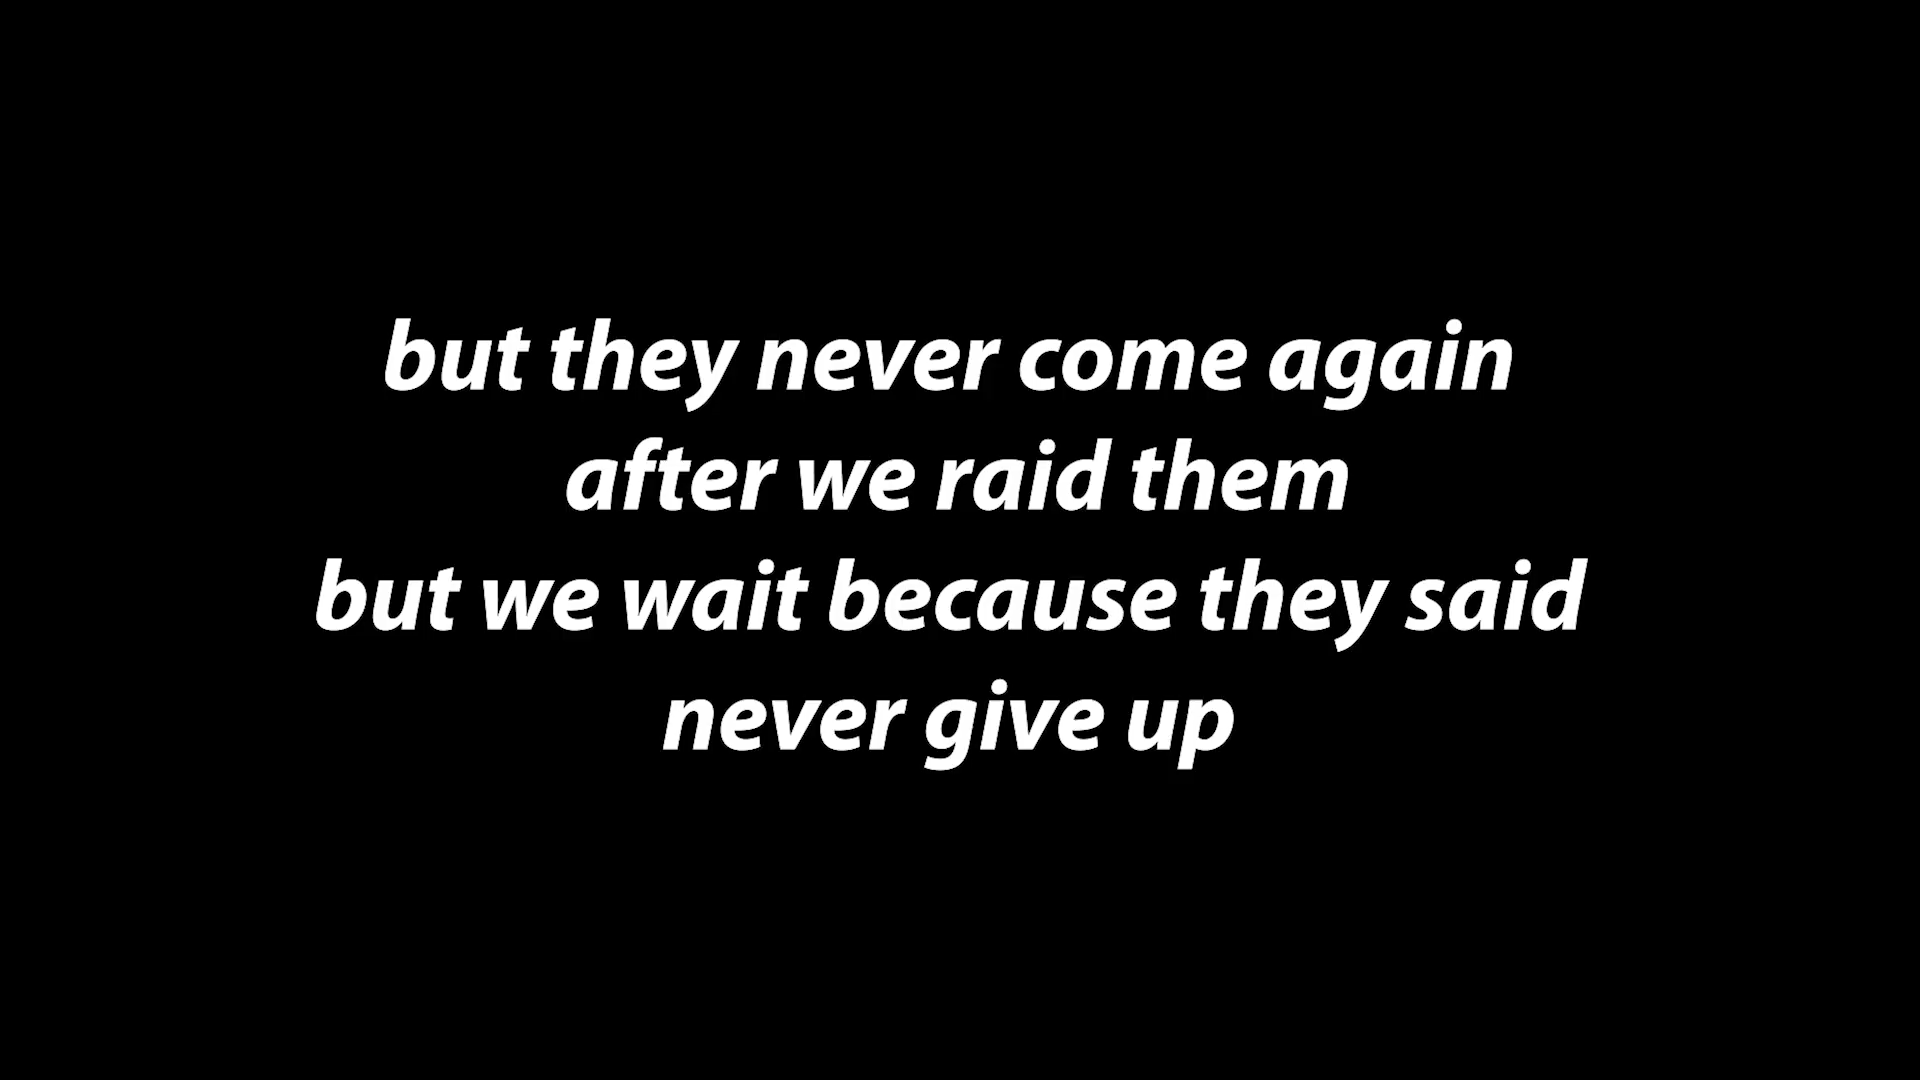 but they never come again
after we raid them
but we wait because they said
never give up